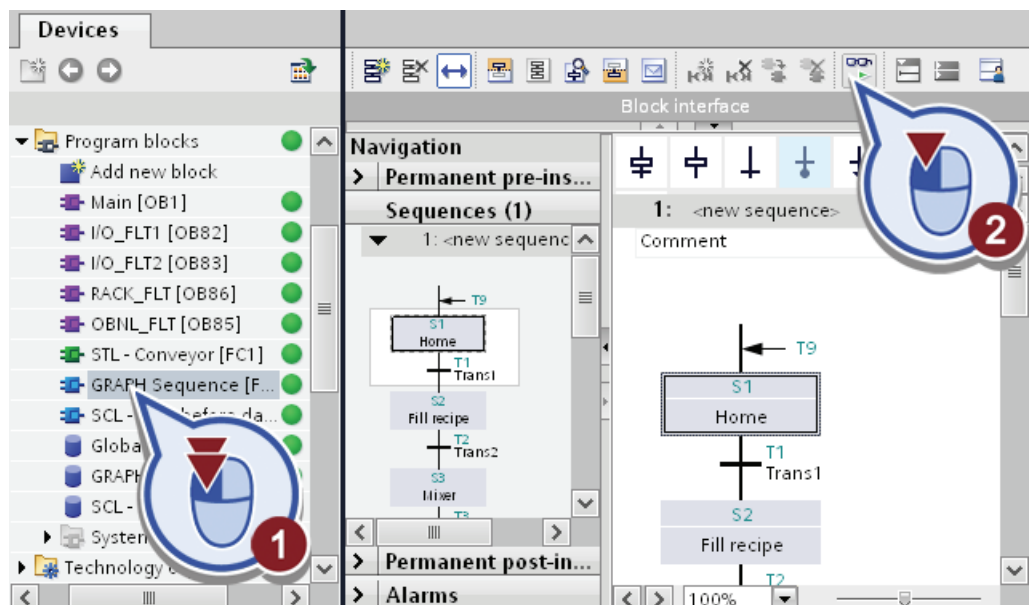 Devices
Block interface
Program blocks
Add new block
Main [OB1]
I/O_FLT1 [OB82]
I/O_FLT2 [OB83]
RACK_FLT [OB86]
OBNL_FLT [OB85]
STL - Conveyor [FC1]
GRAPH Sequence [F...
SCL - before da...
Globa
GRAPH
SCL -
System
Technology
1
Navigation
Permanent pre-ins...
Sequences (1)
1: <new sequenc
T9
S1
Home
T1
Trans1
S2
Fill recipe
T2
Trans2
S3
Mixer
T3
Permanent post-in...
Alarms
1: <new sequence>
Comment
T9
S1
Home
T1
Trans1
S2
Fill recipe
T2
100%
2